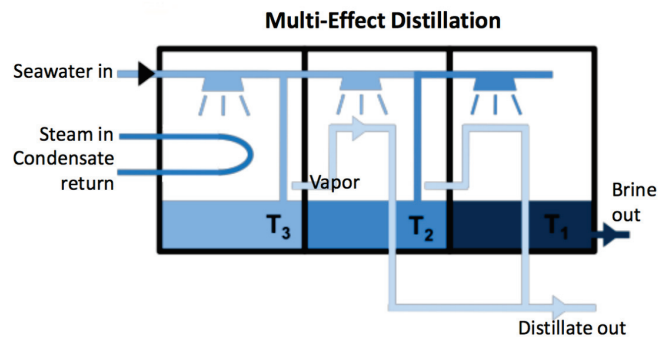 Multi-Effect Distillation
Seawater in
Steam in
Condensate
return
Vapor
T3
T2
T1
Brine
out
Distillate out